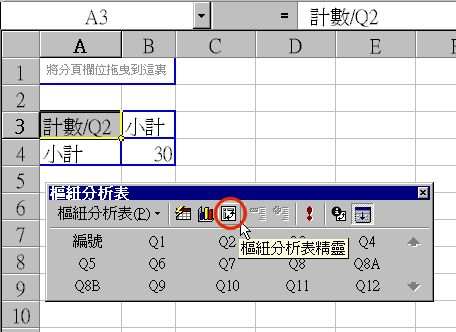 A3 = 計數/Q2
A B C D E
1 將分頁欄位拖曳到這裏
2
3 計數/Q2 小計
4 小計 30
5
樞紐分析表
6 樞紐分析表(P)
7 編號 Q1 Q2 Q4
樞紐分析表精靈
8 Q5 Q6 Q7 Q8 Q8A
9 Q8B Q9 Q10 Q11 Q12
10